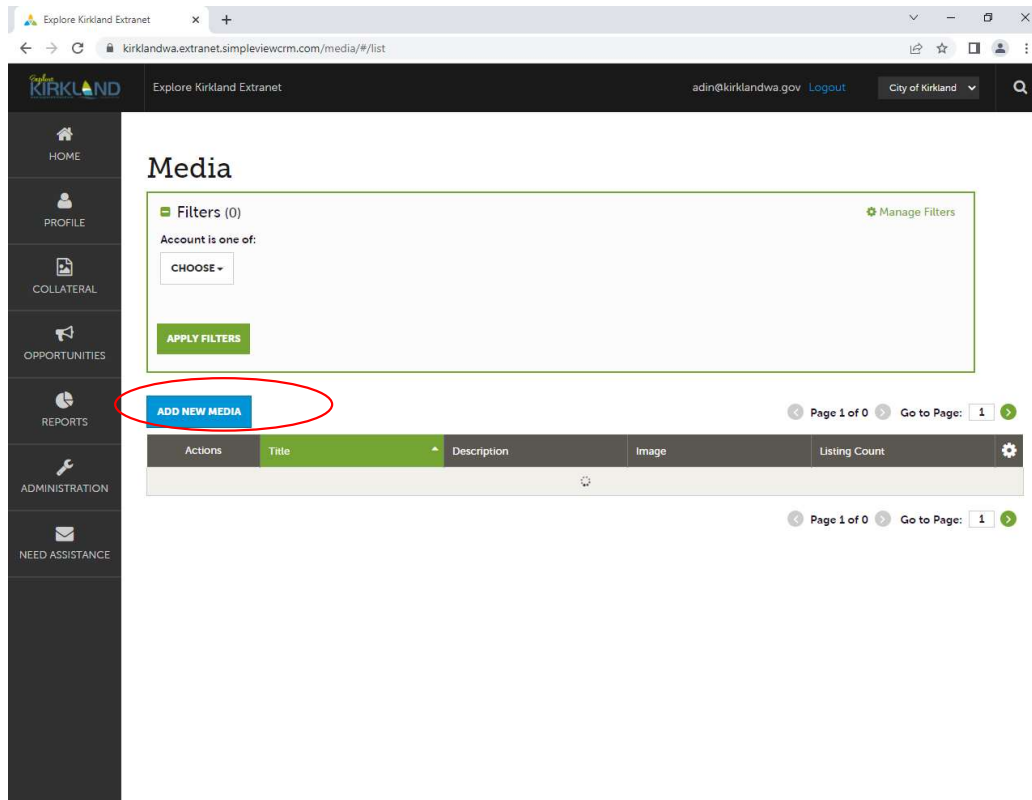 Explore Kirkland Extranet
kirklandwa.extranet.simpleviewcrm.com/media/#/list
Explore
KIRKLAND
Explore Kirkland Extranet
adin@kirklandwa.gov Logout
City of Kirkland
HOME
PROFILE
COLLATERAL
OPPORTUNITIES
REPORTS
ADMINISTRATION
NEED ASSISTANCE
Media
Filters (0)
Manage Filters
Account is one of:
CHOOSE
APPLY FILTERS
ADD NEW MEDIA
Page 1 of 0 Go to Page: 1
Actions Title Description Image Listing Count
Page 1 of 0 Go to Page: 1